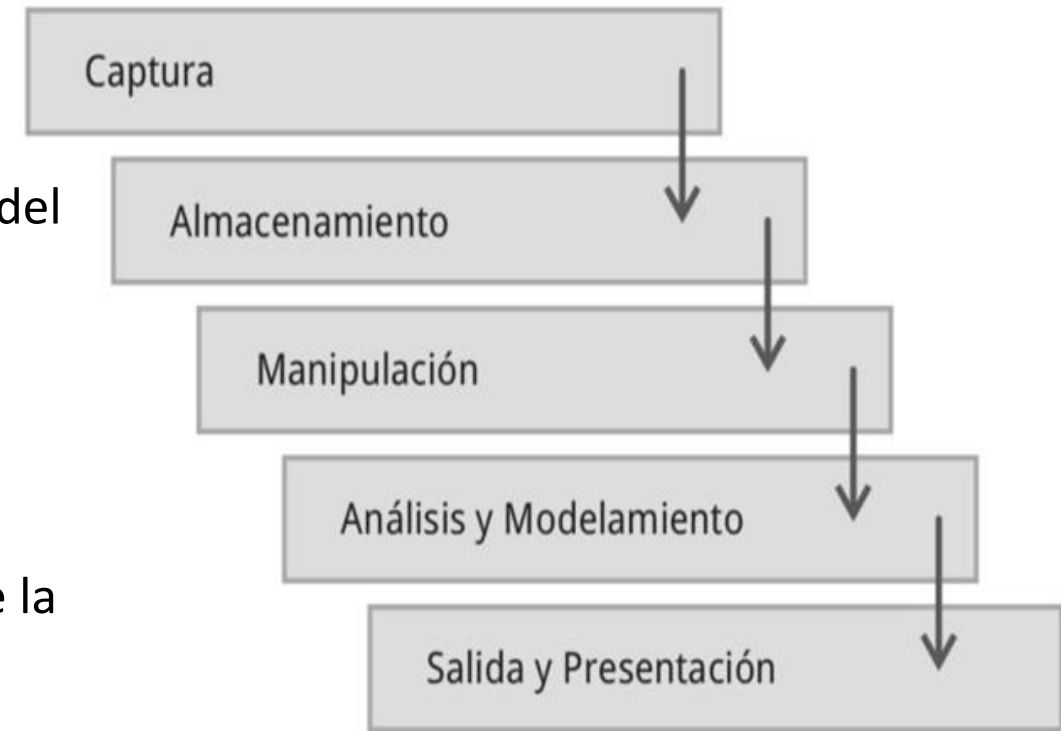 Captura
del
Almacenamiento
Manipulación
Análisis y Modelamiento
la
Salida y Presentación